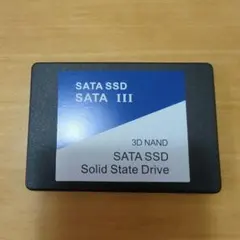 SATA SSD
SATA III
3D NAND
SATA SSD
Solid State Drive